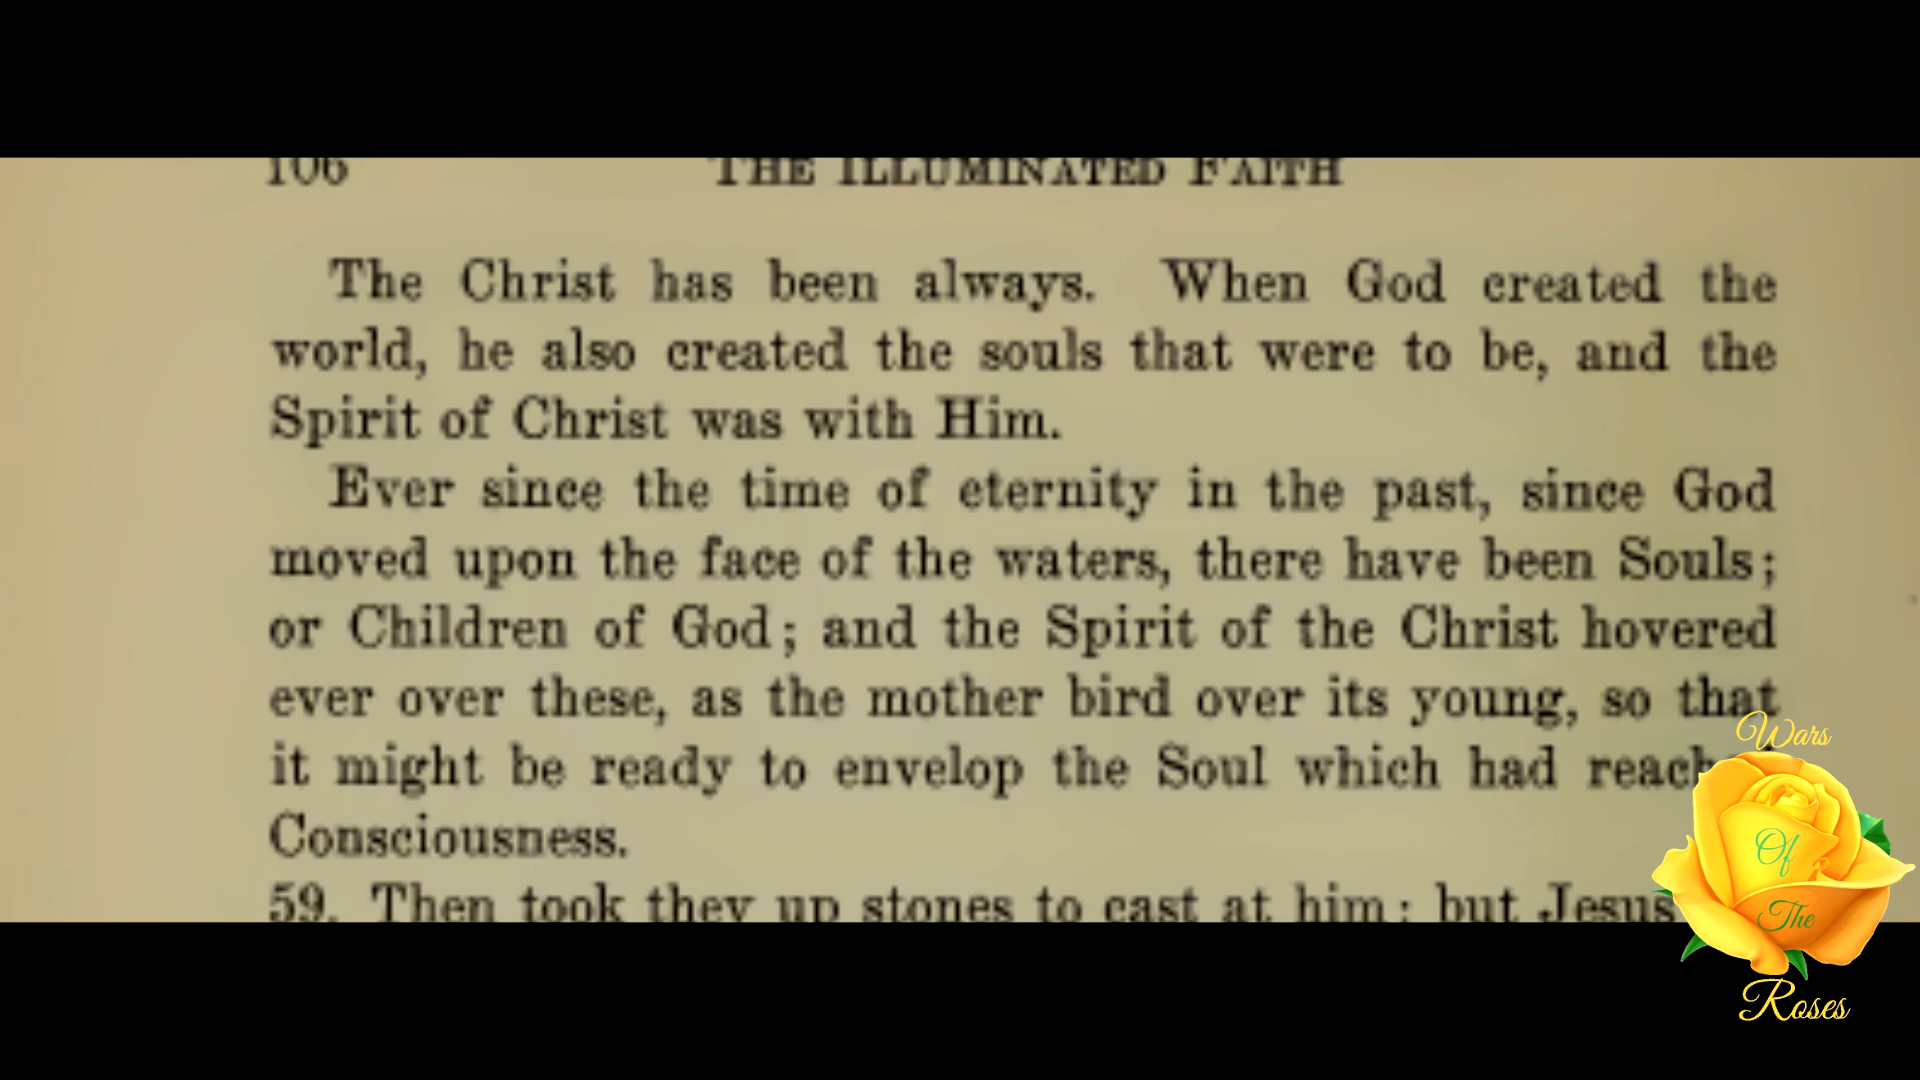 106 THE ILLUMINATED FAITH
The Christ has been always. When God created the
world, he also created the souls that were to be, and the
Spirit of Christ was with Him.
Ever since the time of eternity in the past, since God
moved upon the face of the waters, there have been Souls;
or Children of God; and the Spirit of the Christ hovered
ever over these, as the mother bird over its young, so that
it might be ready to envelop the Soul which had
Consciousness.
59. Then took they up stones to cast at him: but Jesus
Wars
Of
The
Roses